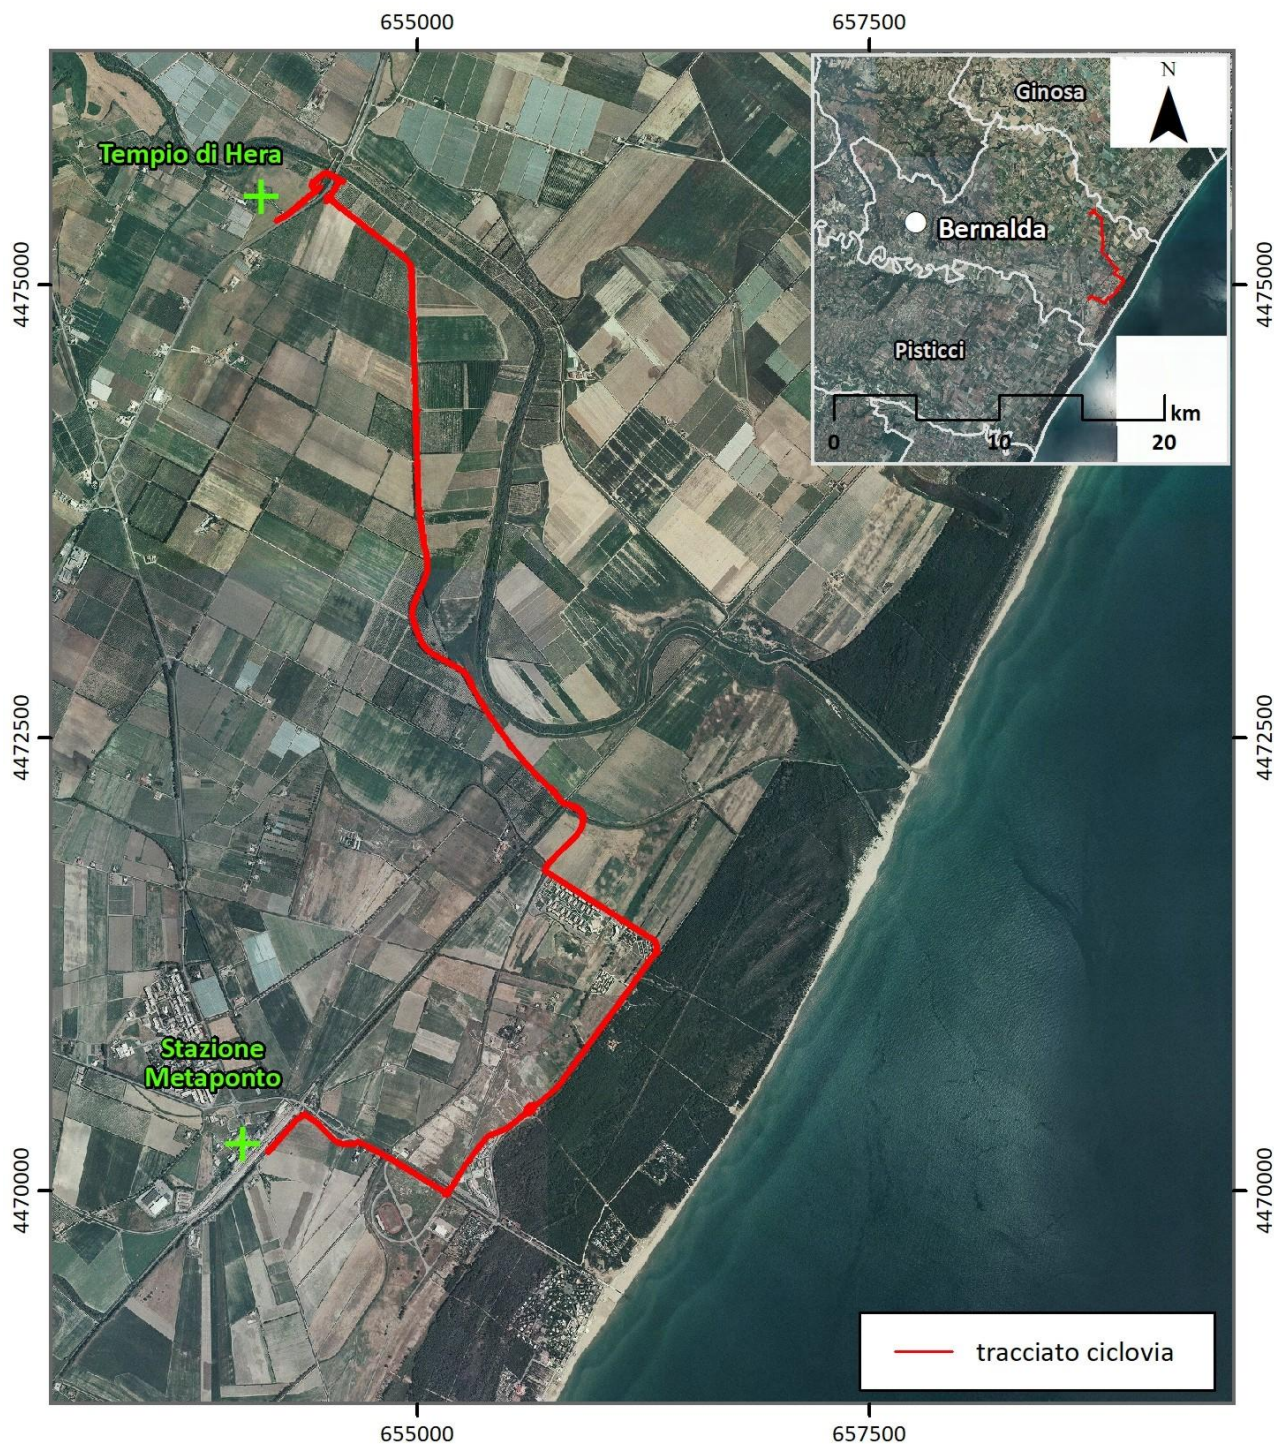 655000
657500
N
Ginosa
Tempio di Hera
Bernalda
4475000
4475000
Pisticci
km
0
10
20
4472500
4472500
Stazione
Metaponto
4470000
4470000
tracciato ciclovia
655000
657500